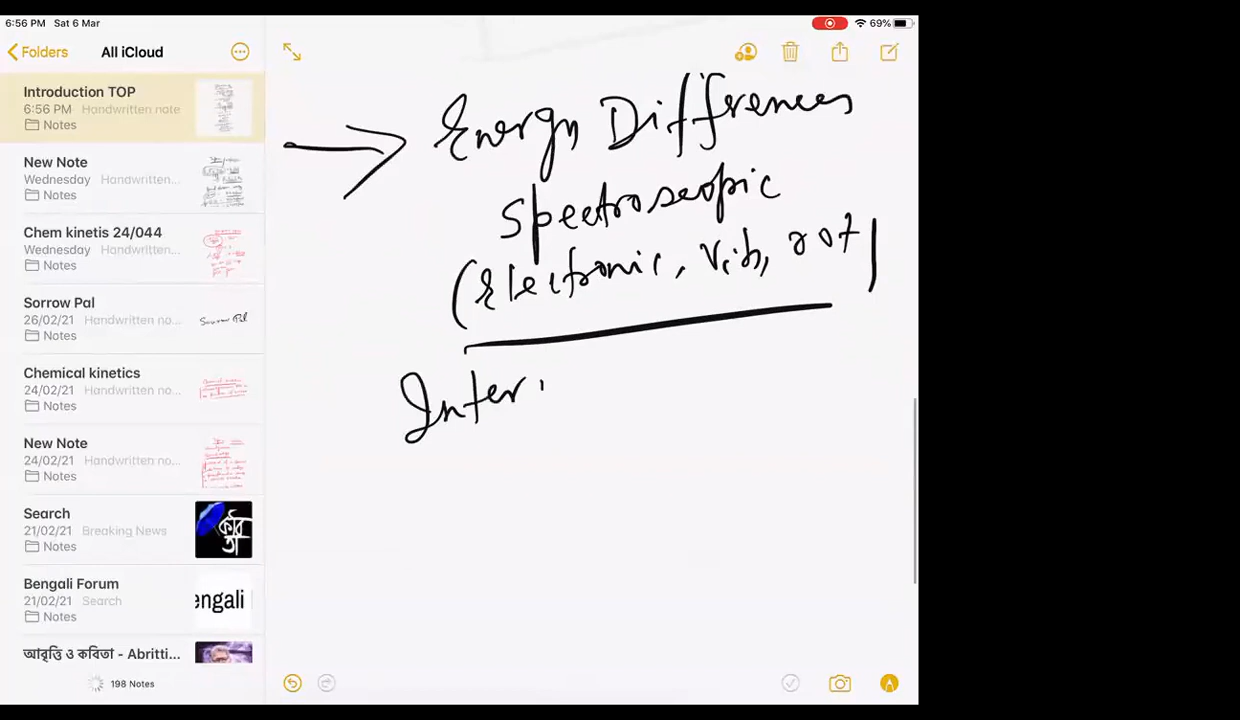 6:56 PM Sat 6 Mar
69%
Folders
All iCloud
Introduction TOP
6:56 PM Handwritten note
Notes
New Note
Wednesday Handwritten...
Notes
Chem kinetis 24/044
Wednesday Handwritten...
Notes
Sorrow Pal
26/02/21 Handwritten no...
Notes
Sorrow Pal
Chemical kinetics
24/02/21 Handwritten no...
Notes
New Note
24/02/21 Handwritten no...
Notes
Search
21/02/21 Breaking News
Notes
কবি
তা
Bengali Forum
21/02/21 Search
Notes
engali
আবৃত্তি ও কবিতা - Abritti...
198 Notes
Energy Differences
Spectroscopic
(Electronic, Vib, rot)
Inter